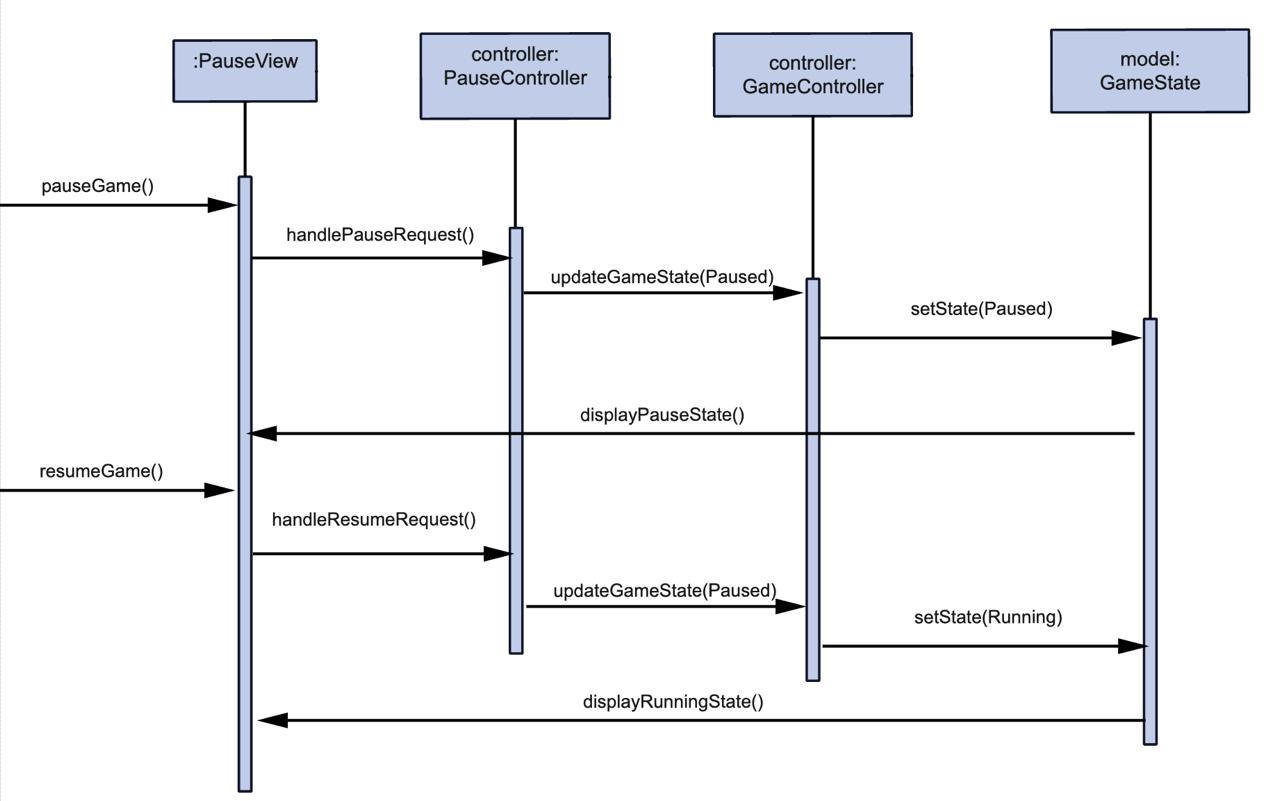 :PauseView
controller:
PauseController
controller:
GameController
model:
GameState
pauseGame()
handlePauseRequest()
updateGameState(Paused)
setState(Paused)
displayPauseState()
resumeGame()
handleResumeRequest()
updateGameState(Paused)
setState(Running)
displayRunningState()